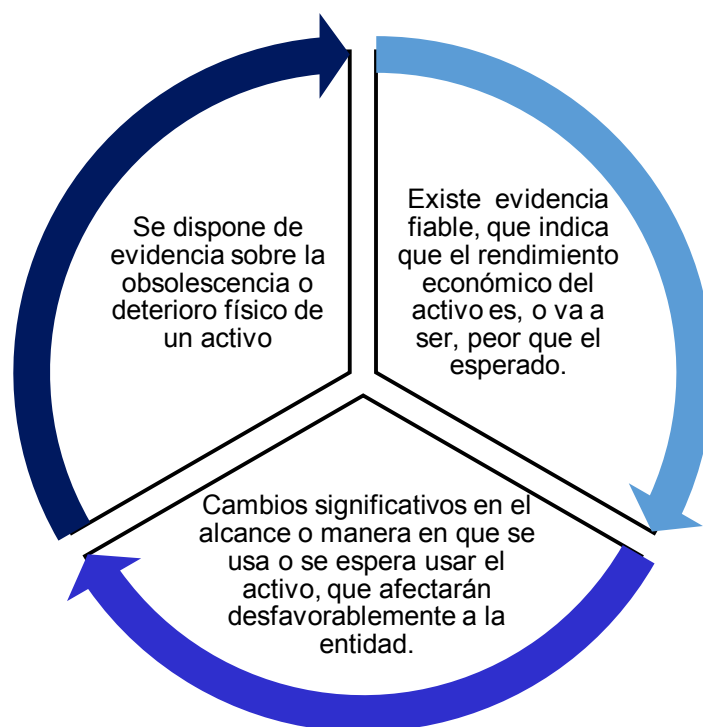 Se dispone de
evidencia sobre la
obsolescencia o
deterioro físico de
un activo
Existe evidencia
fiable, que indica
que el rendimiento
económico del
activo es, o va a
ser, peor que el
esperado.
Cambios significativos en el
alcance o manera en que se
usa o se espera usar el
activo, que afectarán
desfavorablemente a la
entidad.